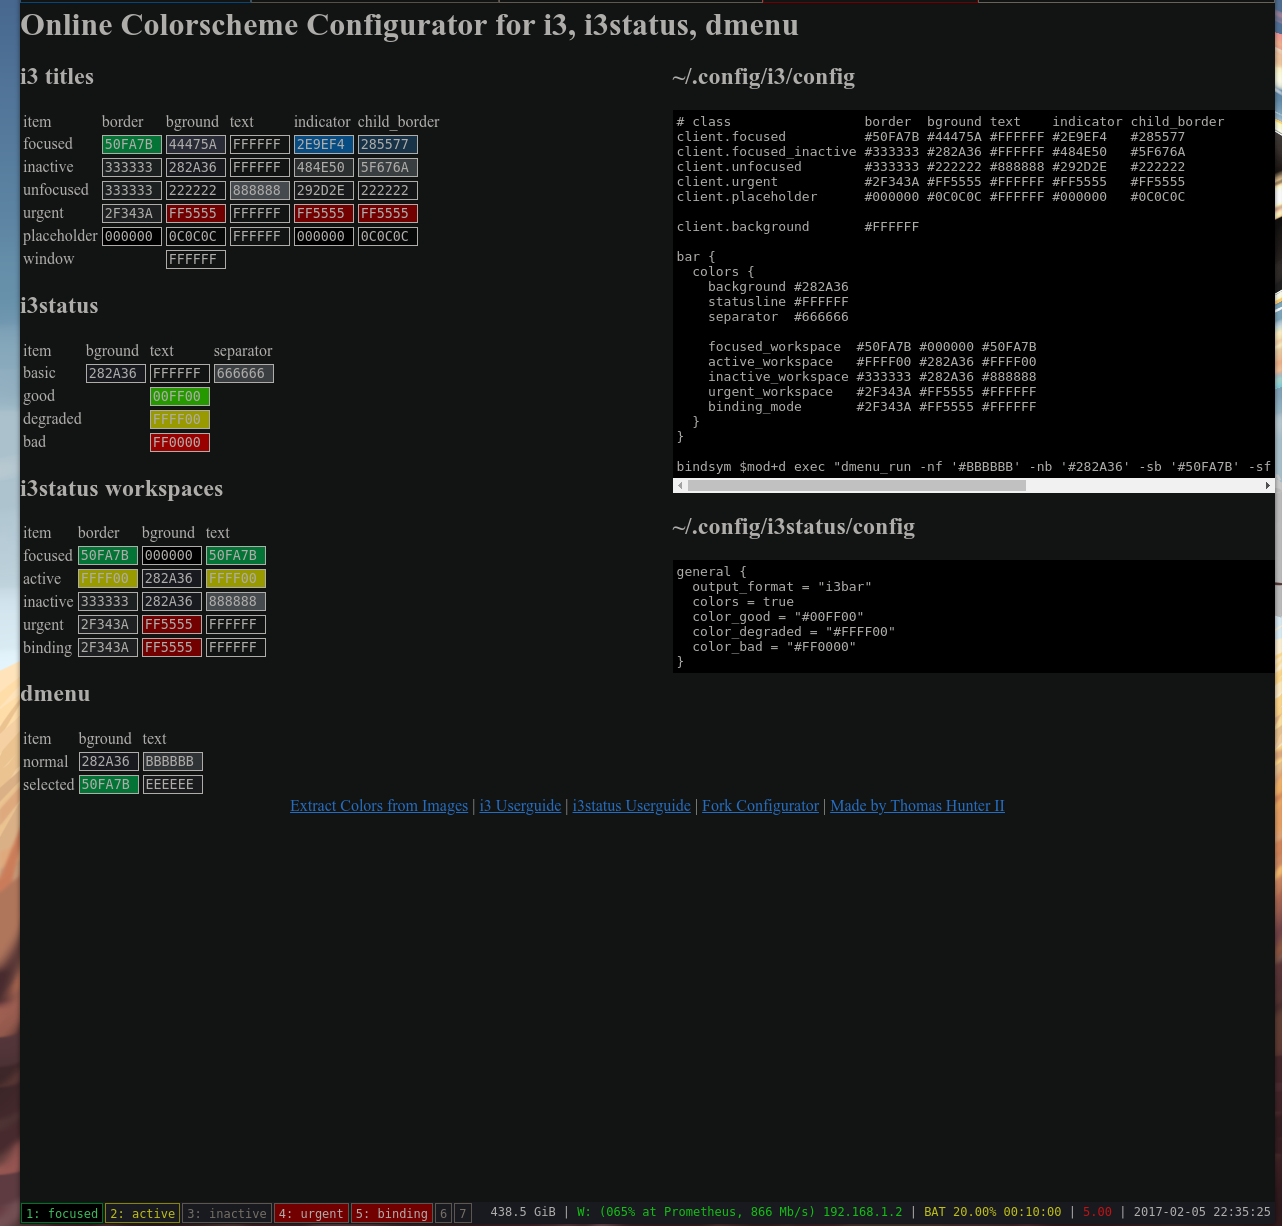 Online Colorscheme Configurator for i3, i3status, dmenu
i3 titles
item border bground text indicator child_border
focused 50FA7B 44475A FFFFFF 2E9EF4 285577
inactive 333333 282A36 FFFFFF 484E50 5F676A
unfocused 333333 222222 888888 292D2E 222222
urgent 2F343A FF5555 FFFFFF FF5555 FF5555
placeholder 000000 0C0C0C FFFFFF 000000 0C0C0C
window FFFFFF
i3status
item bground text separator
basic 282A36 FFFFFF 666666
good 00FF00
degraded FFFF00
bad FF0000
i3status workspaces
item border bground text
focused 50FA7B 000000 50FA7B
active FFFF00 282A36 FFFF00
inactive 333333 282A36 888888
urgent 2F343A FF5555 FFFFFF
binding 2F343A FF5555 FFFFFF
dmenu
item bground text
normal 282A36 BBBBBB
selected 50FA7B EEEEEE
~/.config/i3/config
# class border bground text indicator child_border
client.focused #50FA7B #44475A #FFFFFF #2E9EF4 #285577
client.focused_inactive #333333 #282A36 #FFFFFF #484E50 #5F676A
client.unfocused #333333 #222222 #888888 #292D2E #222222
client.urgent #2F343A #FF5555 #FFFFFF #FF5555 #FF5555
client.placeholder #000000 #0C0C0C #FFFFFF #000000 #0C0C0C
client.background #FFFFFF
bar {
colors {
background #282A36
statusline #FFFFFF
separator #666666
focused_workspace #50FA7B #000000 #50FA7B
active_workspace #FFFF00 #282A36 #FFFF00
inactive_workspace #333333 #282A36 #888888
urgent_workspace #2F343A #FF5555 #FFFFFF
binding_mode #2F343A #FF5555 #FFFFFF
}
}
bindsym $mod+d exec "dmenu_run -nf '#BBBBBB' -nb '#282A36' -sb '#50FA7B' -sf
~/.config/i3status/config
general {
output_format = "i3bar"
colors = true
color_good = "#00FF00"
color_degraded = "#FFFF00"
color_bad = "#FF0000"
}
Extract Colors from Images | i3 Userguide | i3status Userguide | Fork Configurator | Made by Thomas Hunter II
1: focused 2: active 3: inactive 4: urgent 5: binding 6 7 438.5 GiB | W: (065% at Prometheus, 866 Mb/s) 192.168.1.2 | BAT 20.00% 00:10:00 | 5.00 | 2017-02-05 22:35:25